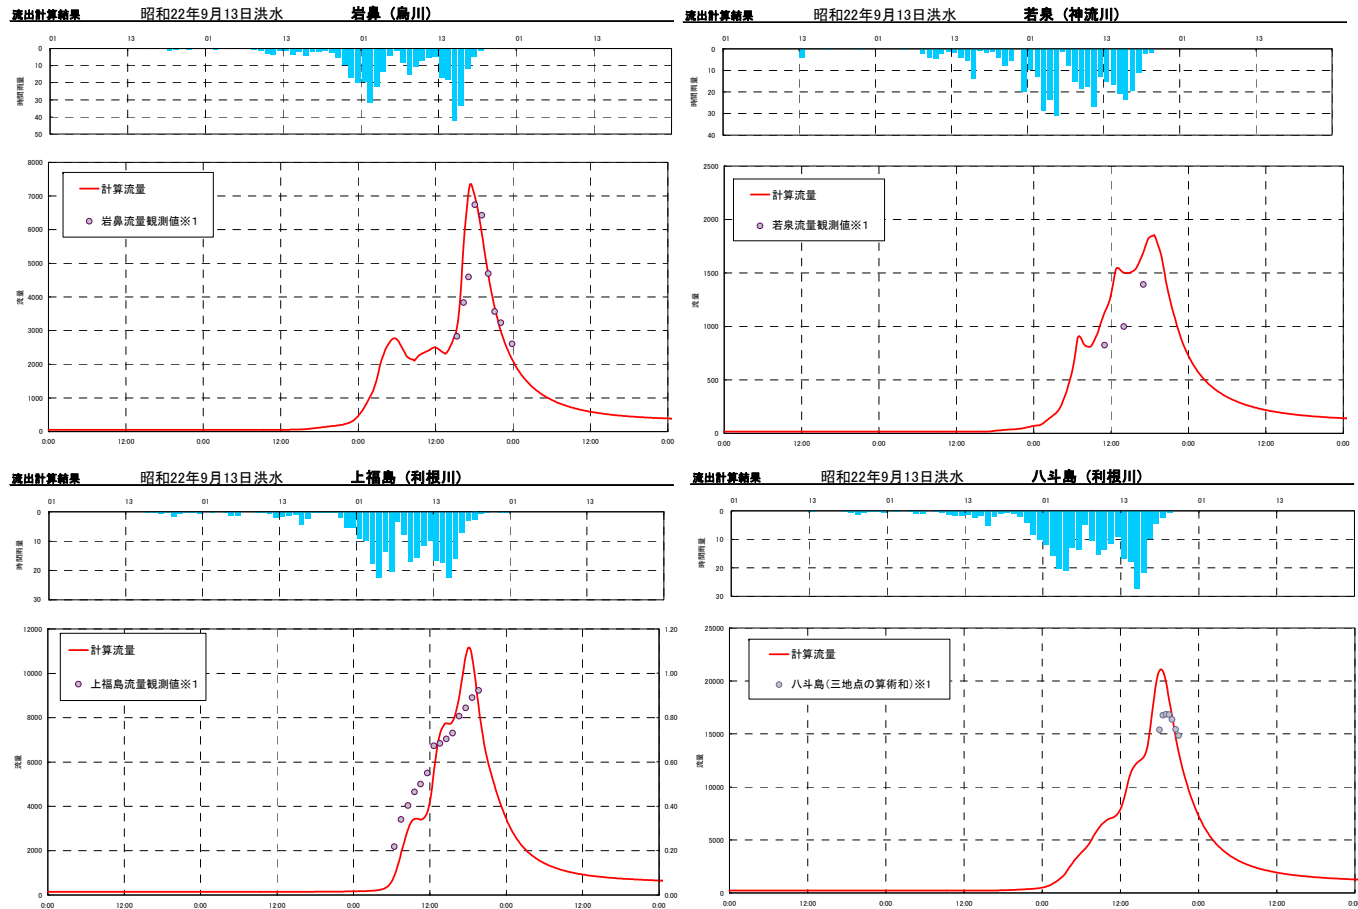 流出計算結果 昭和22年9月13日洪水 岩鼻（烏川）
01 13 01 13 01 13 01 13
時間雨量
0
10
20
30
40
50
8000
7000
6000
5000
4000
3000
2000
1000
0
流量
計算流量
岩鼻流量観測値※1
0:00 12:00 0:00 12:00 0:00 12:00 0:00 12:00 0:00
流出計算結果 昭和22年9月13日洪水 若泉（神流川）
01 13 01 13 01 13 01 13
時間雨量
0
10
20
30
40
2500
2000
1500
1000
500
0
流量
計算流量
若泉流量観測値※1
0:00 12:00 0:00 12:00 0:00 12:00 0:00 12:00 0:00
流出計算結果 昭和22年9月13日洪水 上福島（利根川）
01 13 01 13 01 13 01 13
時間雨量
0
10
20
30
12000
10000
8000
6000
4000
2000
0
流量
計算流量
上福島流量観測値※1
1.20
1.00
0.80
0.60
0.40
0.20
0.00
0:00 12:00 0:00 12:00 0:00 12:00 0:00 12:00 0:00
流出計算結果 昭和22年9月13日洪水 八斗島（利根川）
01 13 01 13 01 13 01 13
時間雨量
0
10
20
30
25000
20000
15000
10000
5000
0
流量
計算流量
八斗島(三地点の算術和)※1
0:00 12:00 0:00 12:00 0:00 12:00 0:00 12:00 0:00